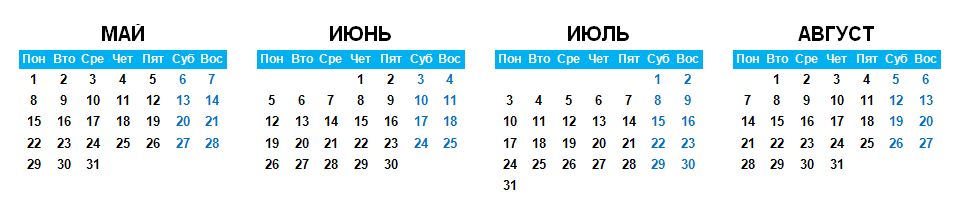 МАЙ
Пон Вто Сре Чет Пят Суб Вос
1 2 3 4 5 6 7
8 9 10 11 12 13 14
15 16 17 18 19 20 21
22 23 24 25 26 27 28
29 30 31
ИЮНЬ
Пон Вто Сре Чет Пят Суб Вос
1 2 3 4
5 6 7 8 9 10 11
12 13 14 15 16 17 18
19 20 21 22 23 24 25
26 27 28 29 30
ИЮЛЬ
Пон Вто Сре Чет Пят Суб Вос
1 2
3 4 5 6 7 8 9
10 11 12 13 14 15 16
17 18 19 20 21 22 23
24 25 26 27 28 29 30
31
АВГУСТ
Пон Вто Сре Чет Пят Суб Вос
1 2 3 4 5 6
7 8 9 10 11 12 13
14 15 16 17 18 19 20
21 22 23 24 25 26 27
28 29 30 31